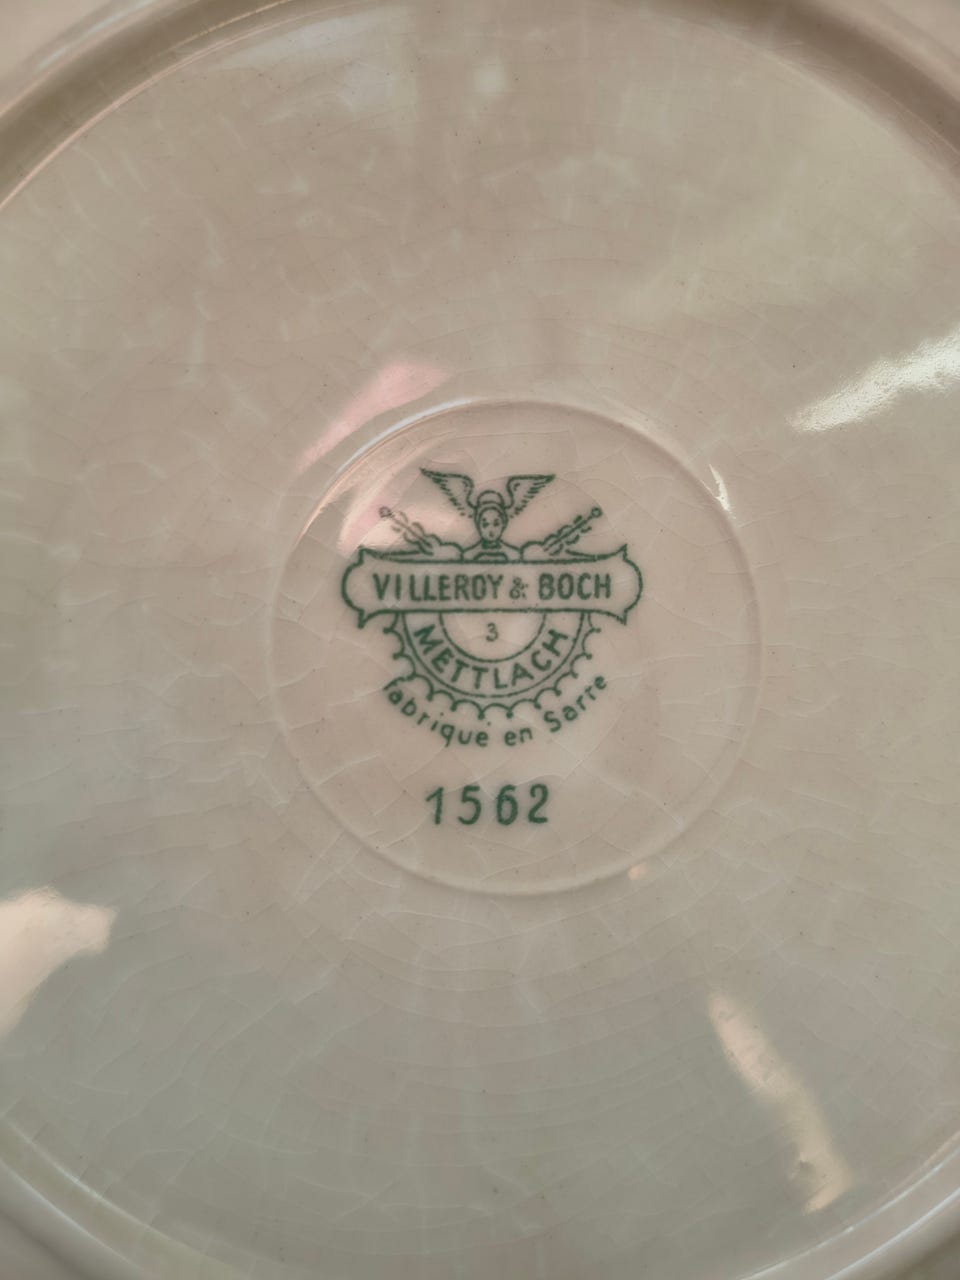 VILLEROY & BOCH
3
METTLACH
fabrique en Sarre
1562